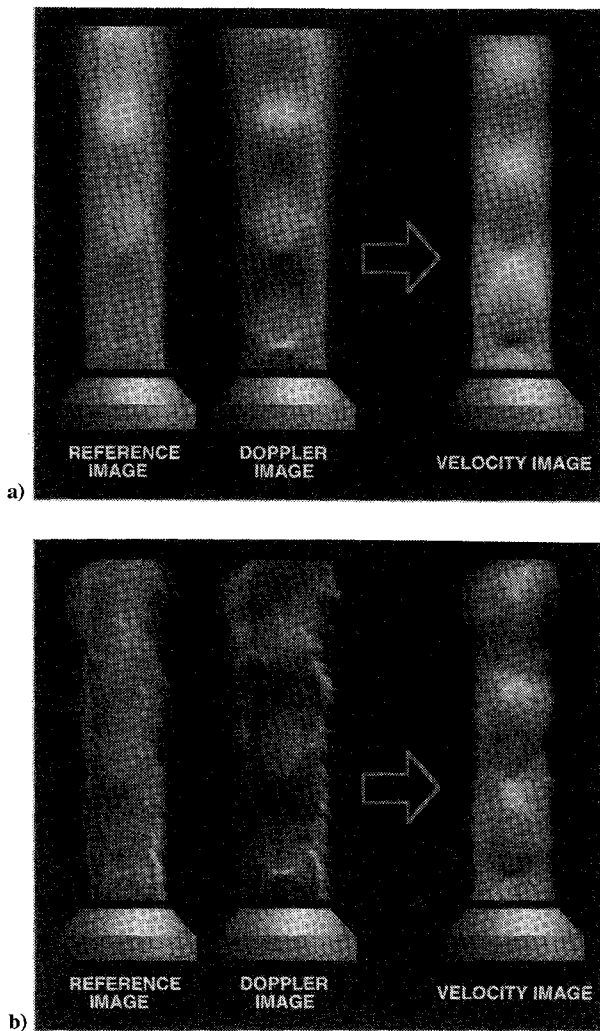 REFERENCE
IMAGE
DOPPLER
IMAGE
VELOCITY IMAGE
a)
REFERENCE
IMAGE
DOPPLER
IMAGE
VELOCITY IMAGE
b)